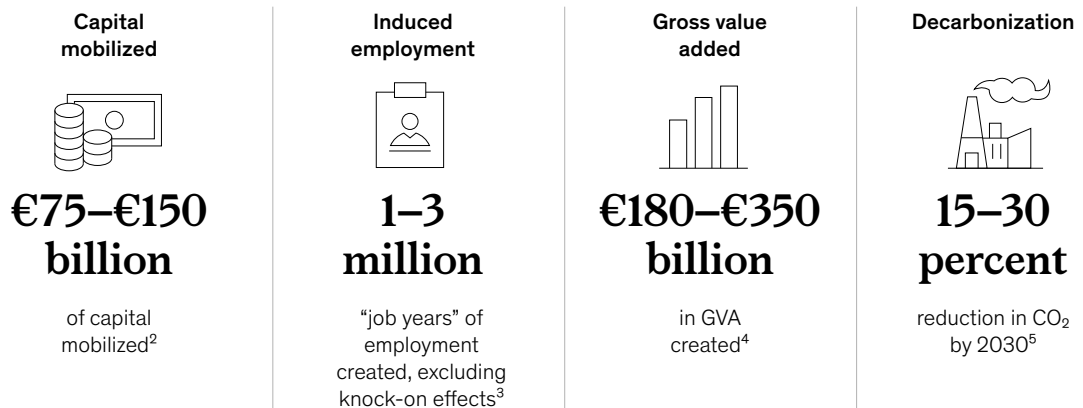 Capital
mobilized
€75–€150
billion
of capital
mobilized²
Induced
employment
1–3
million
“job years” of
employment
created, excluding
knock-on effects³
Gross value
added
€180–€350
billion
in GVA
created⁴
Decarbonization
15–30
percent
reduction in CO₂
by 2030⁵